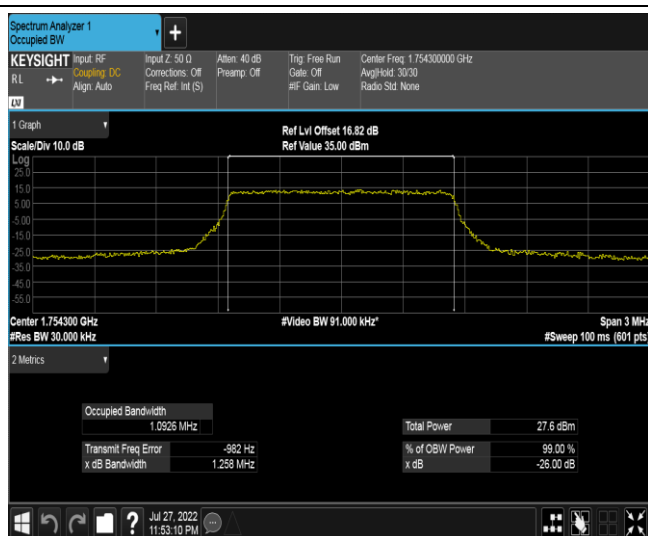 Spectrum Analyzer 1
Occupied BW
+
KEYSIGHT
RL
LXI
Input: RF
Coupling: DC
Align: Auto
Input Z: 50 Ω
Corrections: Off
Freq Ref: Int (S)
Atten: 40 dB
Preamp: Off
Trig: Free Run
Gate: Off
#IF Gain: Low
Center Freq: 1.754300000 GHz
Avg|Hold: 30/30
Radio Std: None
1 Graph
Scale/Div 10.0 dB
Ref Lvl Offset 16.82 dB
Ref Value 35.00 dBm
Log
25.0
15.0
5.00
-5.00
-15.0
-25.0
-35.0
-45.0
-55.0
Center 1.754300 GHz
#Res BW 30.000 kHz
#Video BW 91.000 kHz*
Span 3 MHz
#Sweep 100 ms (601 pts)
2 Metrics
Occupied Bandwidth
1.0926 MHz
Transmit Freq Error -982 Hz
x dB Bandwidth 1.258 MHz
Total Power 27.6 dBm
% of OBW Power 99.00 %
x dB -26.00 dB
?
Jul 27, 2022
11:53:10 PM